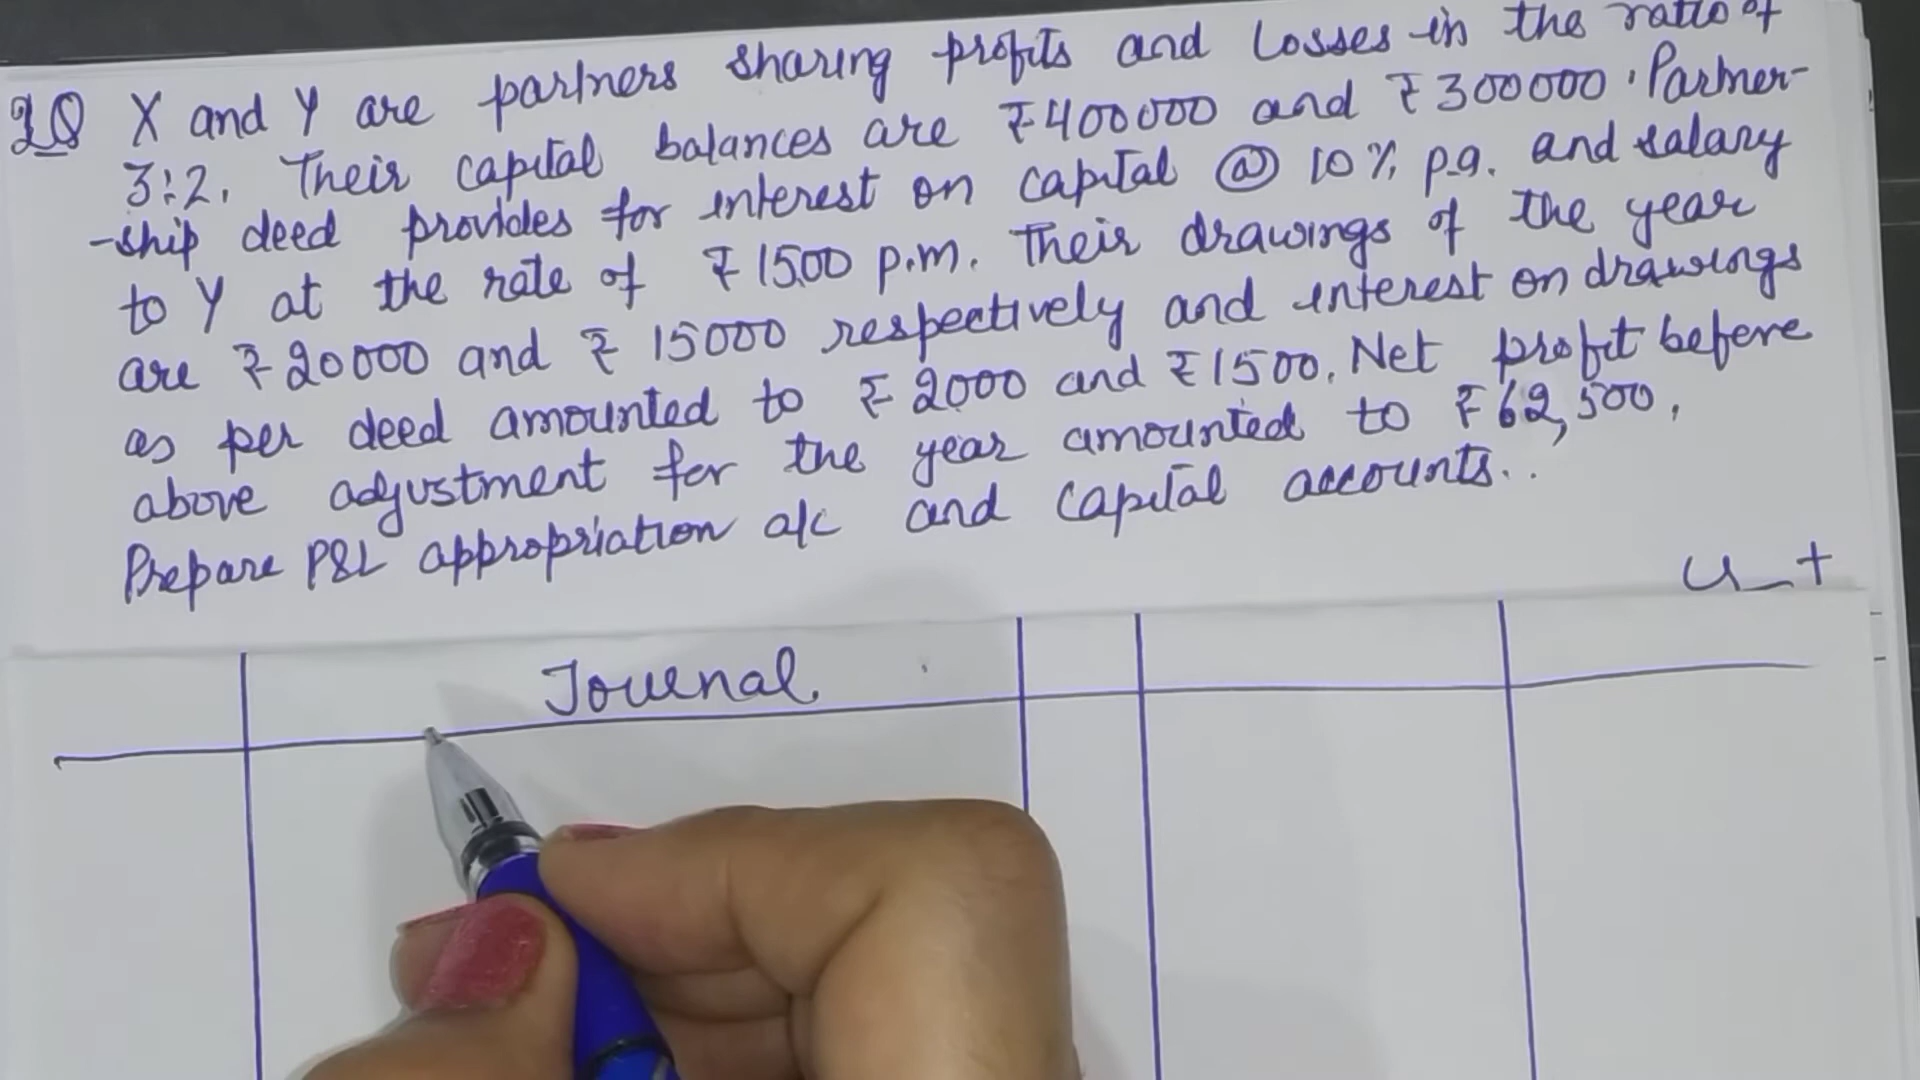 2Q X and Y are partners sharing profits and losses in the ratio of
3:2. Their capital balances are ₹400000 and ₹300000. Partner-
-ship deed provides for interest on capital @ 10% p.a. and salary
to Y at the rate of ₹1500 p.m. Their drawings of the year
are ₹20000 and ₹ 15000 respectively and interest on drawings
as per deed amounted to ₹2000 and ₹1500. Net profit before
above adjustment for the year amounted to ₹62,500.
Prepare P&L appropriation a/c and capital accounts..
Journal